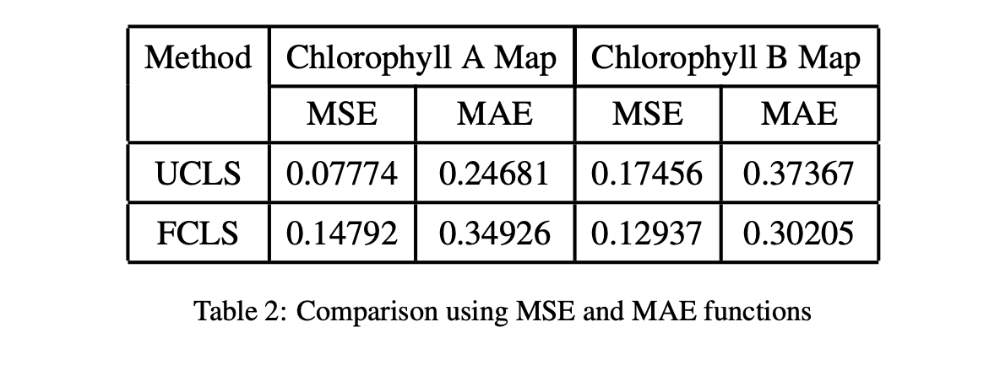 Method Chlorophyll A Map Chlorophyll B Map
MSE MAE MSE MAE
UCLS 0.07774 0.24681 0.17456 0.37367
FCLS 0.14792 0.34926 0.12937 0.30205
Table 2: Comparison using MSE and MAE functions